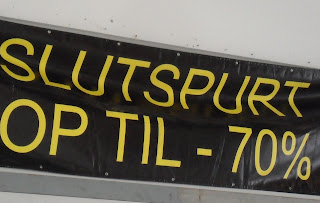 SLUTSPURT
OP TIL - 70%